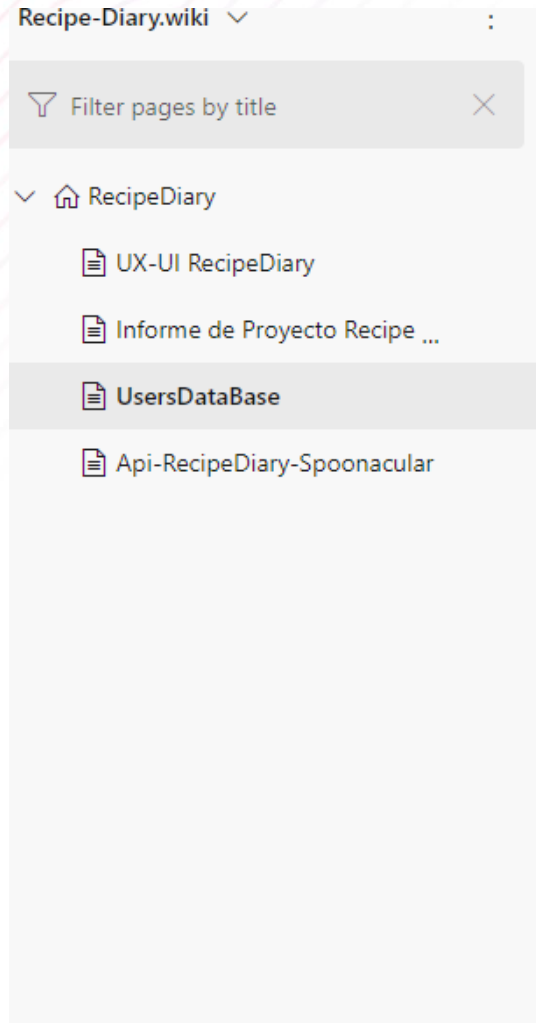 Recipe-Diary.wiki
Filter pages by title
RecipeDiary
UX-UI RecipeDiary
Informe de Proyecto Recipe ...
UsersDataBase
Api-RecipeDiary-Spoonacular